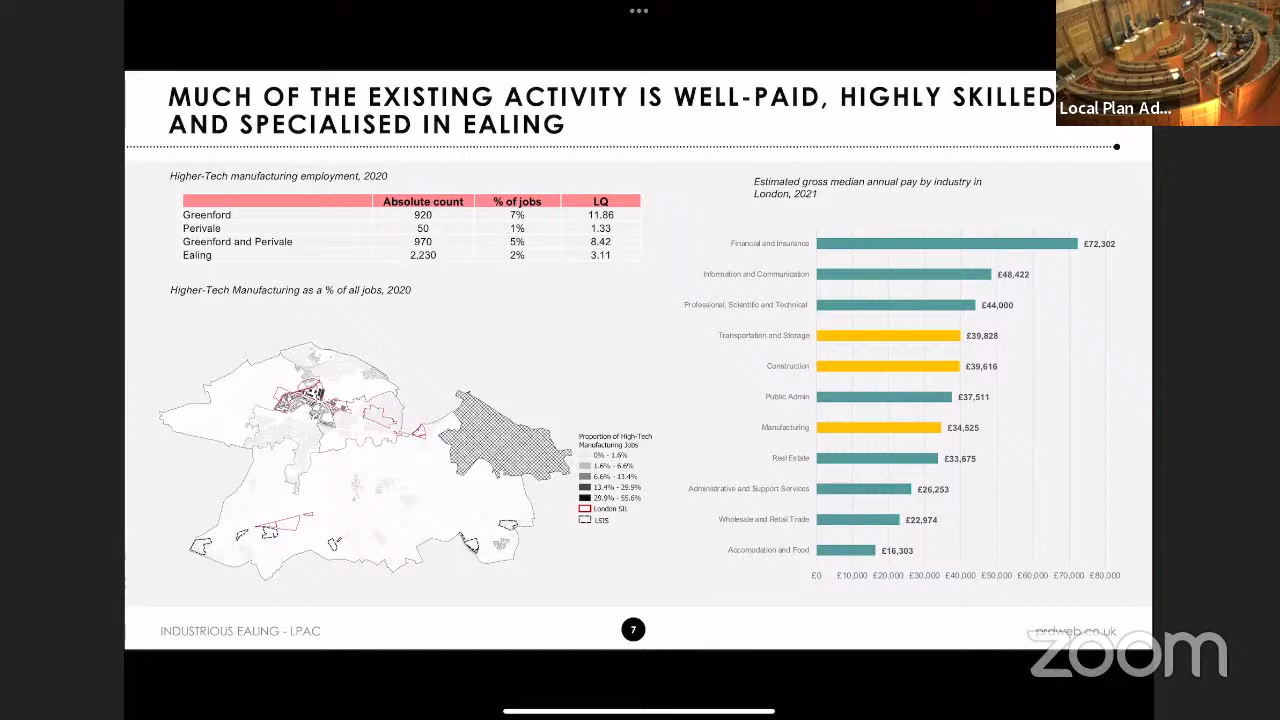 Local Plan Ad...
MUCH OF THE EXISTING ACTIVITY IS WELL-PAID, HIGHLY SKILLED
AND SPECIALISED IN EALING
Higher-Tech manufacturing employment, 2020
Absolute count % of jobs LQ
Greenford 920 7% 11.86
Perivale 50 1% 1.33
Greenford and Perivale 970 5% 8.42
Ealing 2,230 2% 3.11
Higher-Tech Manufacturing as a % of all jobs, 2020
Proportion of High-Tech
Manufacturing Jobs
0% - 1.6%
1.6% - 6.6%
6.6% - 13.4%
13.4% - 29.9%
29.9% - 55.6%
London SIL
LSIS
Estimated gross median annual pay by industry in
London, 2021
Financial and Insurance £72,302
Information and Communication £48,422
Professional, Scientific and Technical £44,000
Transportation and Storage £39,828
Construction £39,616
Public Admin £37,511
Manufacturing £34,525
Real Estate £33,675
Administrative and Support Services £26,253
Wholesale and Retail Trade £22,974
Accomodation and Food £16,303
£0 £10,000 £20,000 £30,000 £40,000 £50,000 £60,000 £70,000 £80,000
INDUSTRIOUS EALING - LPAC
7
prdweb.co.uk
zoom